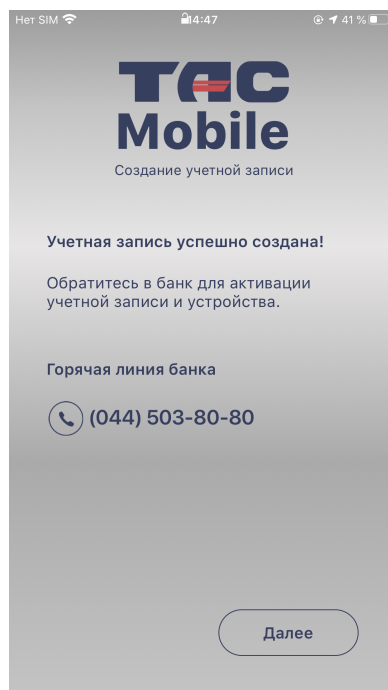 Нет SIM 14:47 41 %
ТАС
Mobile
Создание учетной записи
Учетная запись успешно создана!
Обратитесь в банк для активации
учетной записи и устройства.
Горячая линия банка
(044) 503-80-80
Далее